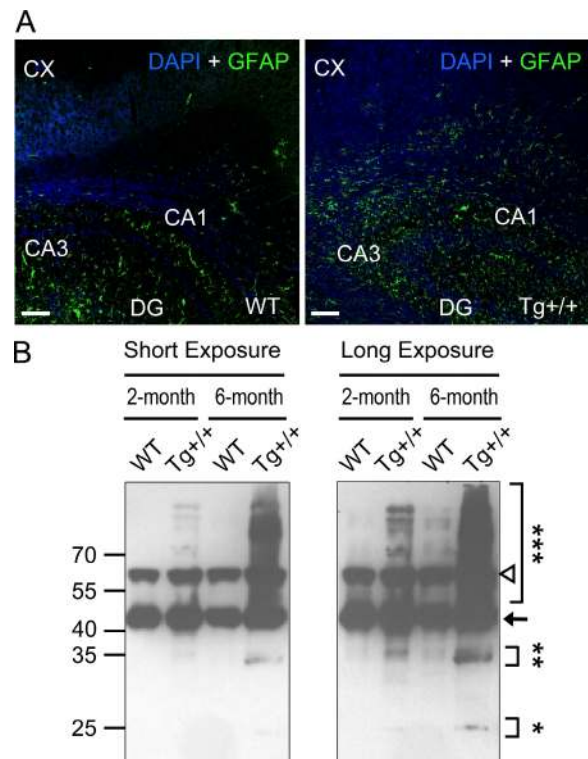 A
CX DAPI + GFAP
CA1
CA3
DG WT
CX DAPI + GFAP
CA1
CA3
DG Tg+/+
B
Short Exposure Long Exposure
2-month 6-month 2-month 6-month
WT Tg+/+ WT Tg+/+ WT Tg+/+ WT Tg+/+
70
55
40
35
25
***
**
*